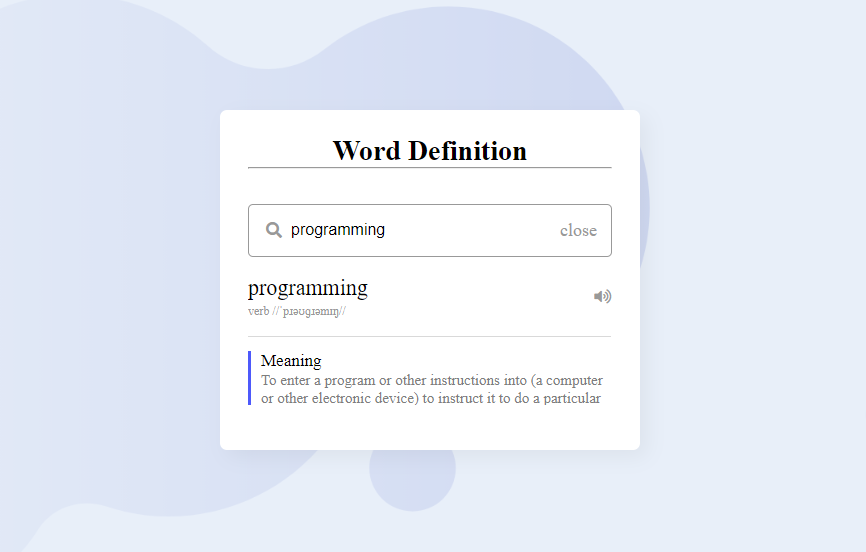 Word Definition
programming close
programming
verb //ˈpɹəʊɡɹəmɪŋ//
Meaning
To enter a program or other instructions into (a computer
or other electronic device) to instruct it to do a particular